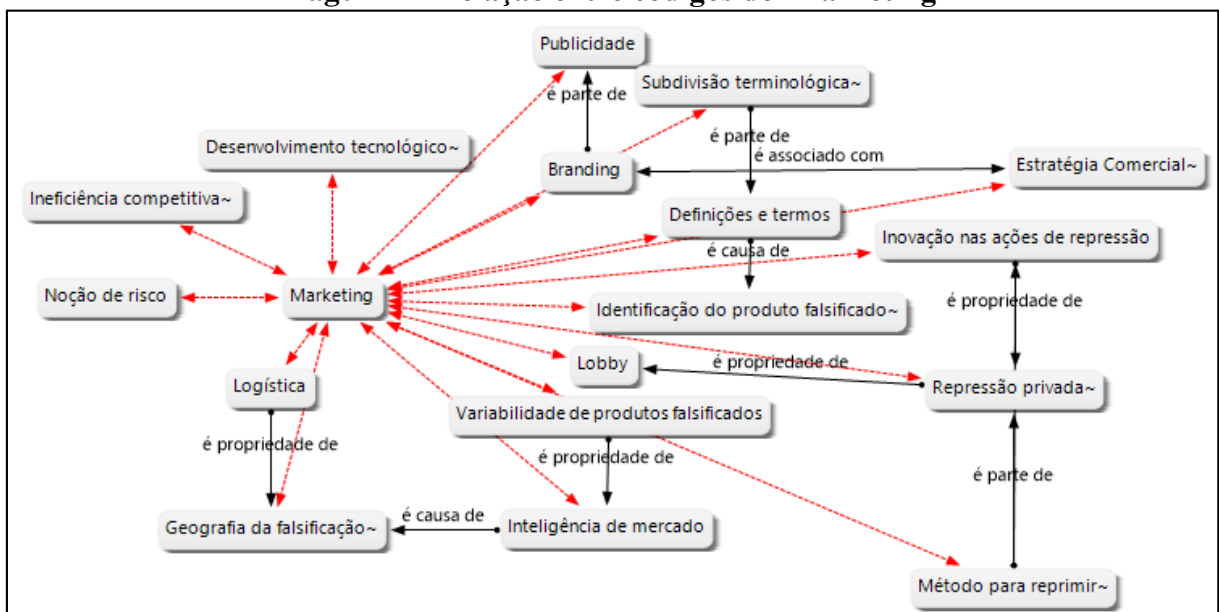 Publicidade
Subdivisão terminológica~
é parte de
é parte de
Desenvolvimento tecnológico~
é associado com
Branding
Estratégia Comercial~
Ineficiência competitiva~
Definições e termos
Inovação nas ações de repressão
é causa de
Noção de risco
Marketing
é propriedade de
Identificação do produto falsificado~
Lobby
é propriedade de
Logística
Repressão privada~
Variabilidade de produtos falsificados
é propriedade de
é propriedade de
é parte de
é causa de
Geografia da falsificação~
Inteligência de mercado
Método para reprimir~